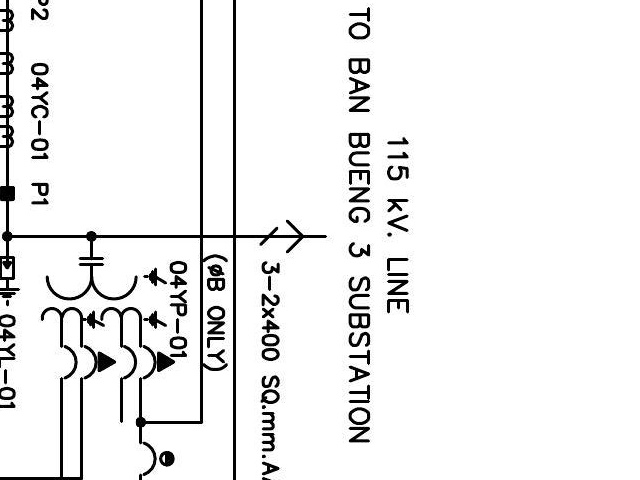 115 kV. LINE
TO BAN BUENG 3 SUBSTATION
3-2x400 SQ.mm.A
(øB ONLY)
04YP-01
P2 04YC-01 P1
04YL-01